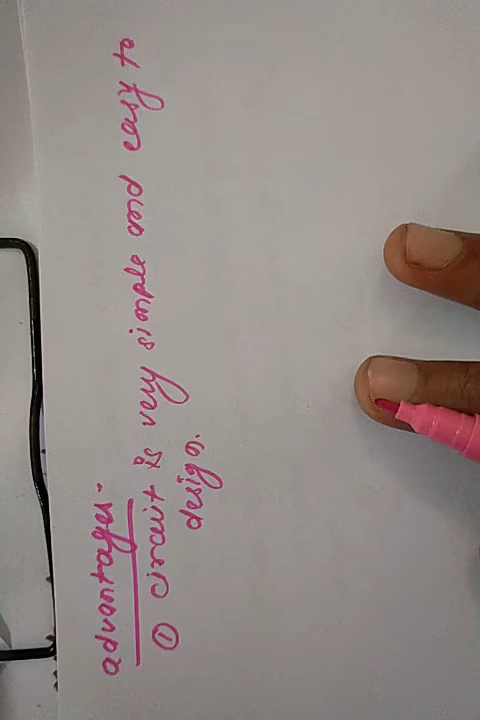 advantages:-
① circuit is very simple and easy to
design.